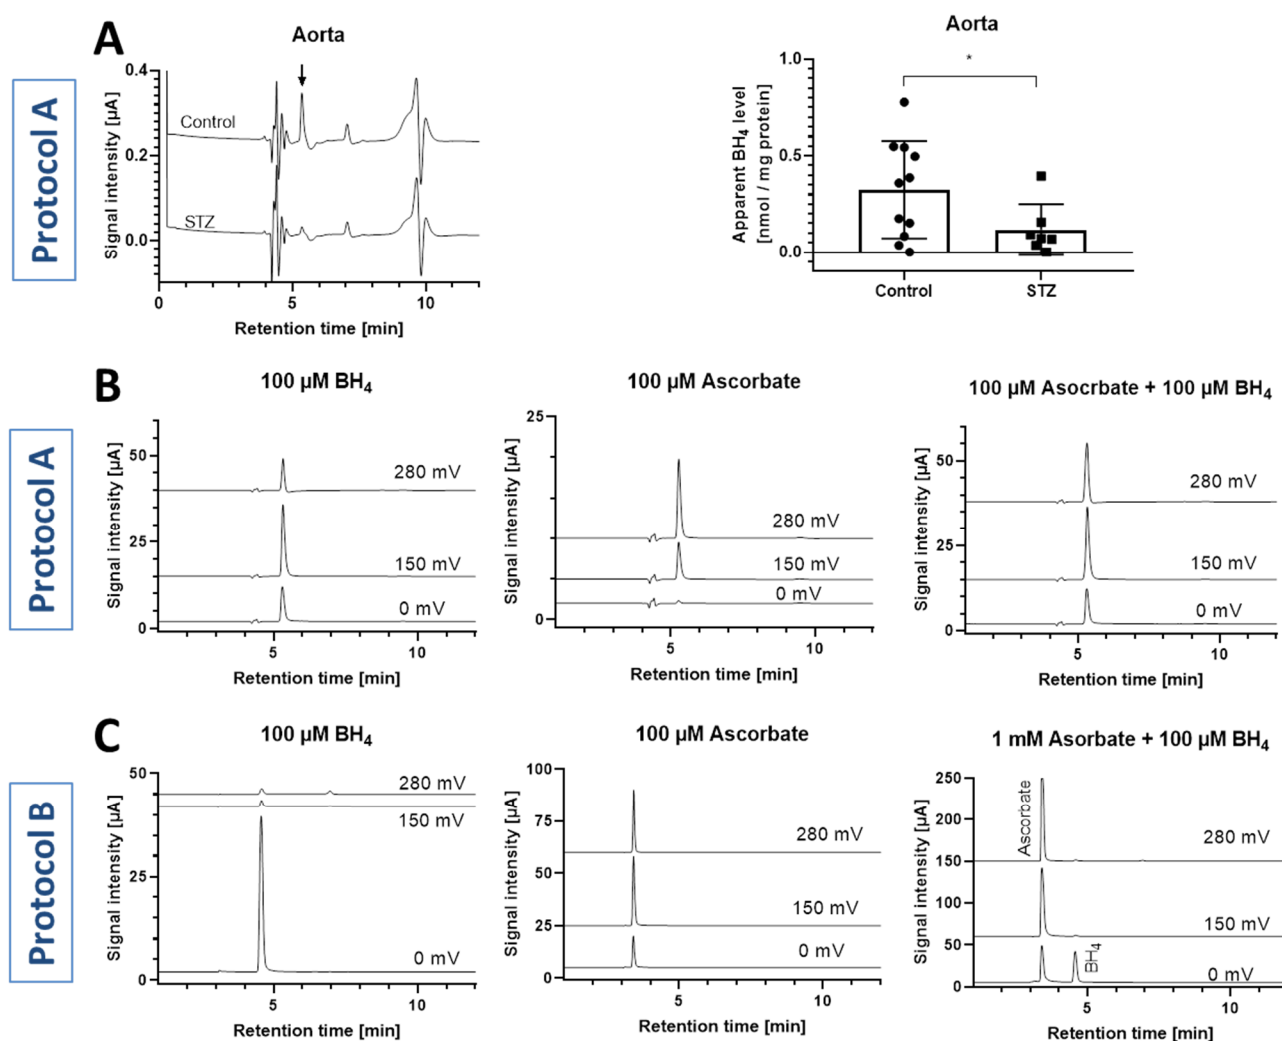 A
Protocol A
Aorta
Signal intensity [µA]
0.4
0.2
0.0
Control
STZ
0
5
10
Retention time [min]
Aorta
Apparent BH4 level
[nmol / mg protein]
1.0
0.5
0.0
*
Control
STZ
B
Protocol A
100 µM BH4
Signal intensity [µA]
50
25
0
280 mV
150 mV
0 mV
5
10
Retention time [min]
100 µM Ascorbate
Signal intensity [µA]
25
0
280 mV
150 mV
0 mV
5
10
Retention time [min]
100 µM Asocrbate + 100 µM BH4
Signal intensity [µA]
50
25
0
280 mV
150 mV
0 mV
5
10
Retention time [min]
C
Protocol B
100 µM BH4
Signal intensity [µA]
50
25
0
280 mV
150 mV
0 mV
5
10
Retention time [min]
100 µM Ascorbate
Signal intensity [µA]
100
75
50
25
0
280 mV
150 mV
0 mV
5
10
Retention time [min]
1 mM Asorbate + 100 µM BH4
Signal intensity [µA]
250
200
150
100
50
0
Ascorbate
BH4
280 mV
150 mV
0 mV
5
10
Retention time [min]